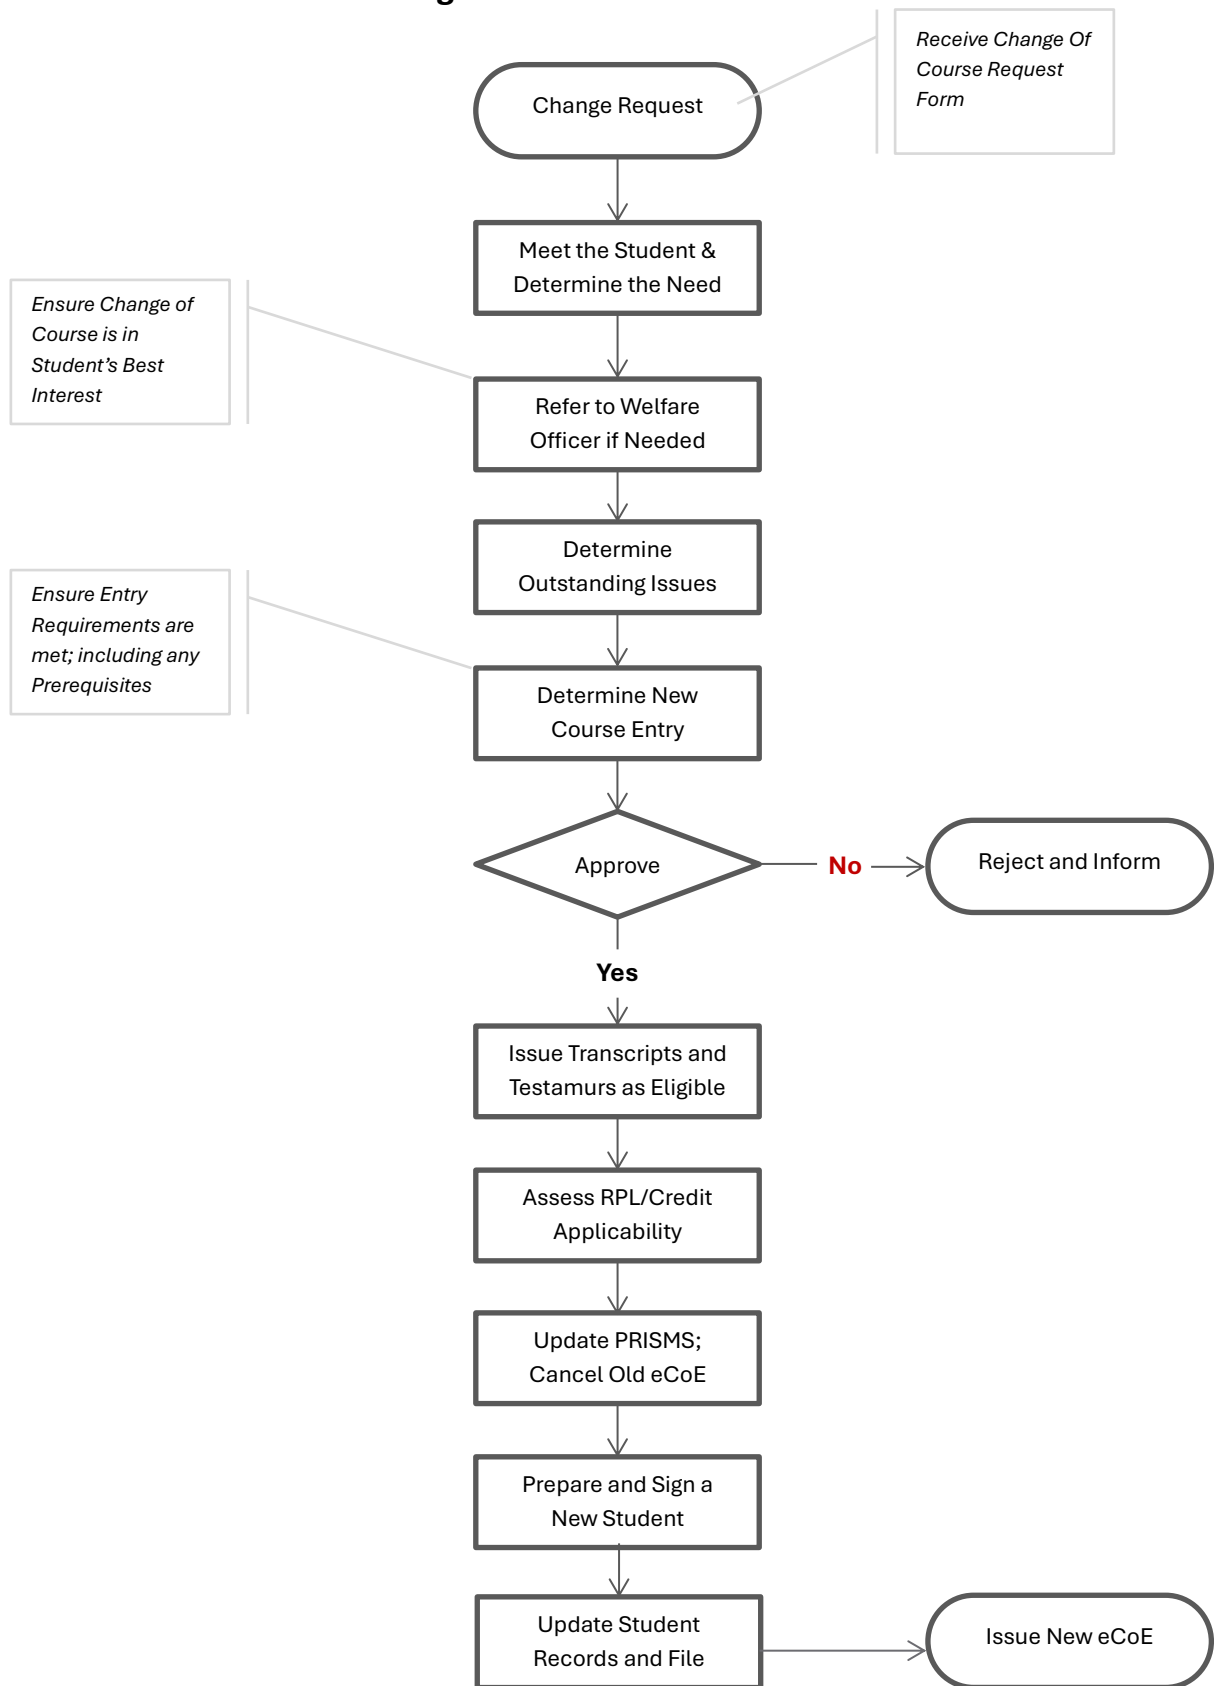 Receive Change Of
Course Request
Form
Change Request
Meet the Student &
Determine the Need
Ensure Change of
Course is in
Student's Best
Interest
Refer to Welfare
Officer if Needed
Determine
Outstanding Issues
Ensure Entry
Requirements are
met; including any
Prerequisites
Determine New
Course Entry
Approve
No
Reject and Inform
Yes
Issue Transcripts and
Testamurs as Eligible
Assess RPL/Credit
Applicability
Update PRISMS;
Cancel Old eCoE
Prepare and Sign a
New Student
Update Student
Records and File
Issue New eCoE